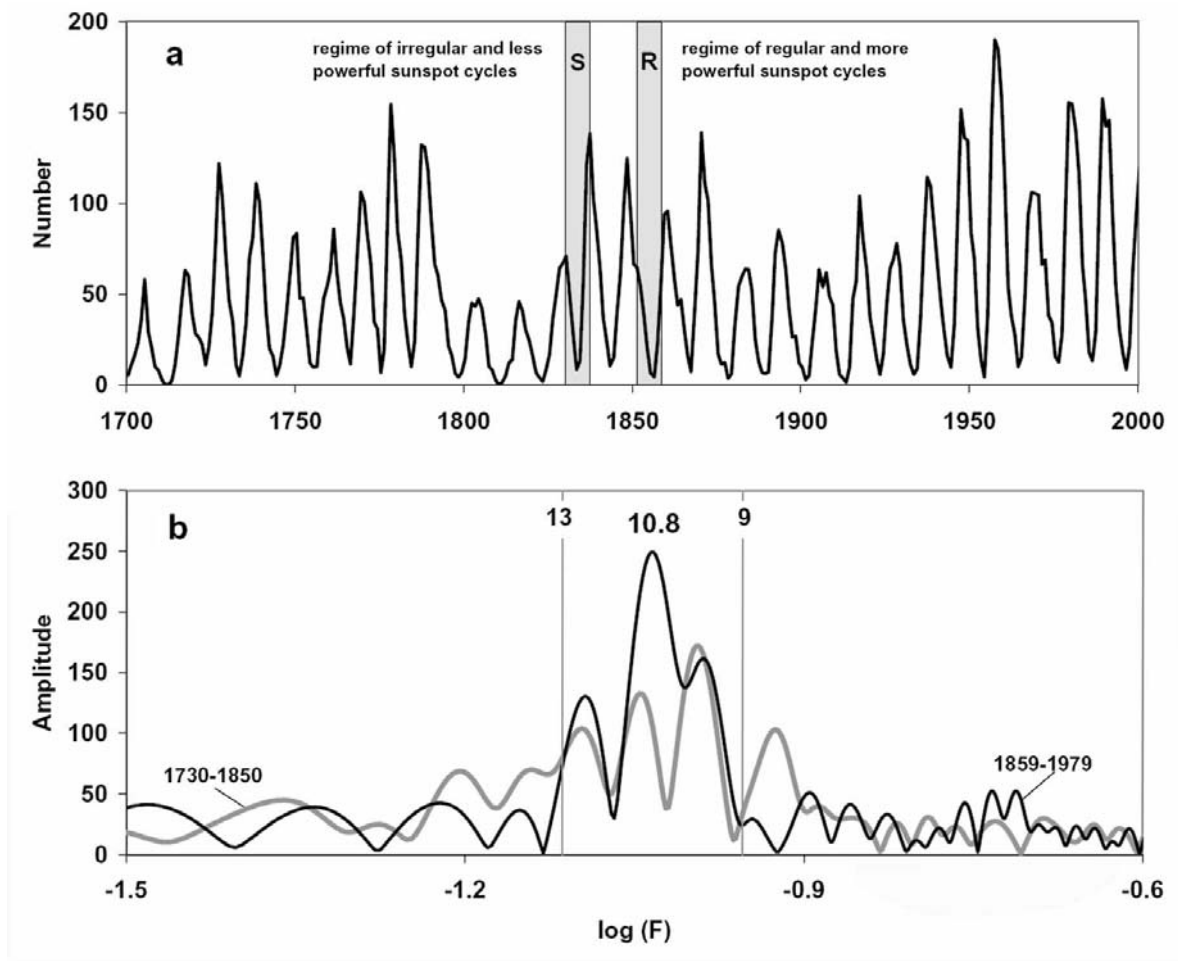 200
150
100
50
0
Number
a
regime of irregular and less
powerful sunspot cycles
S
R
regime of regular and more
powerful sunspot cycles
1700
1750
1800
1850
1900
1950
2000
300
250
200
150
100
50
0
Amplitude
b
13
10.8
9
1730-1850
1859-1979
-1.5
-1.2
-0.9
-0.6
log (F)